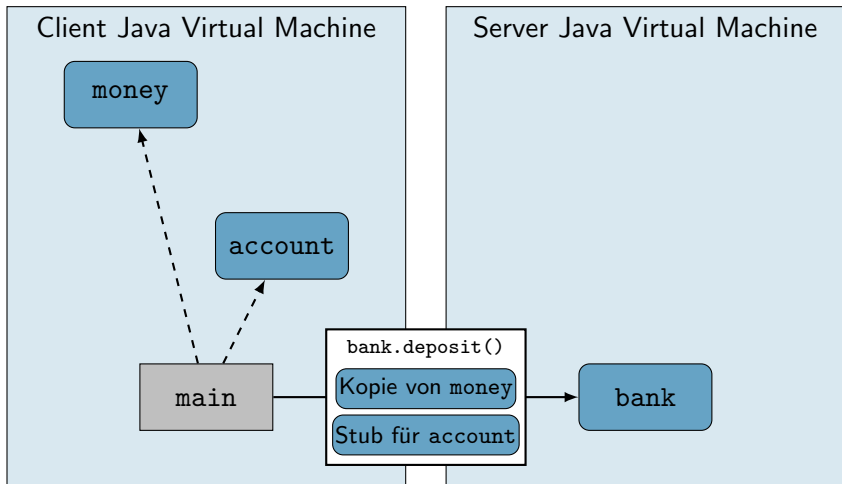 Client Java Virtual Machine
Server Java Virtual Machine
money
account
bank.deposit()
main
Kopie von money
bank
Stub für account